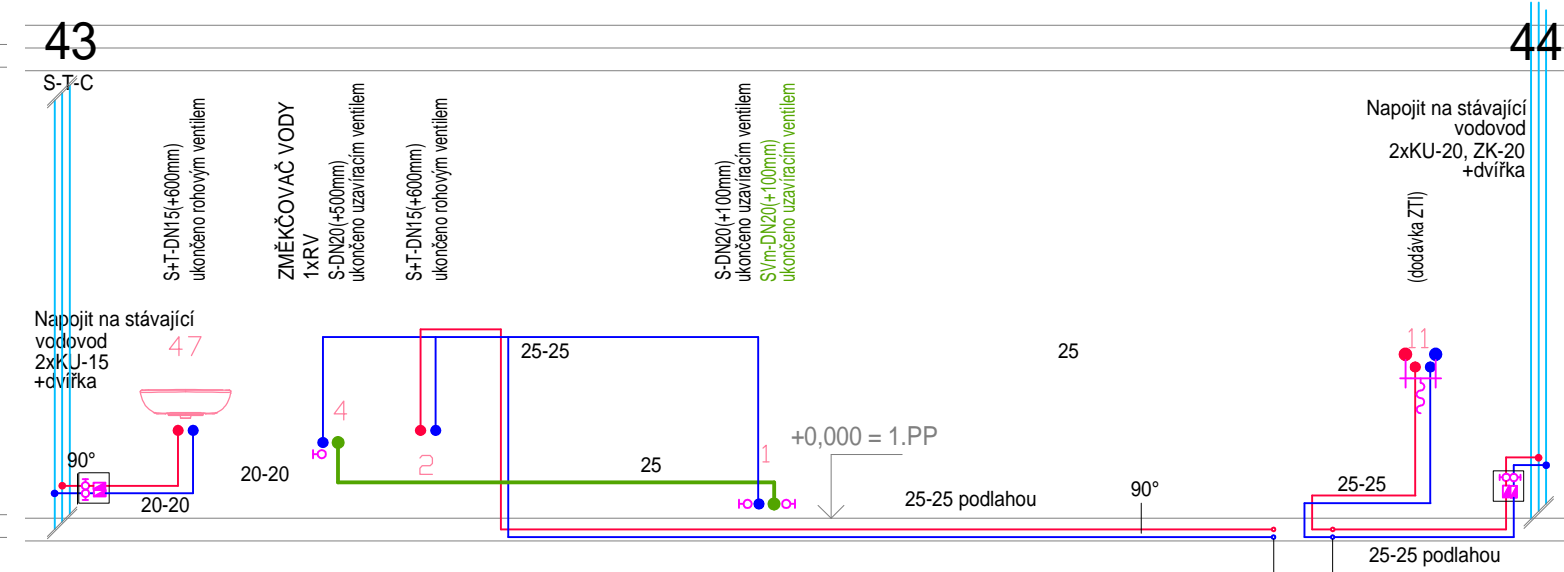 43
44
S-T-C
S+T-DN15(+600mm)
ukončeno rohovým ventilem
ZMĚKČOVAČ VODY
1xRV
S-DN20(+500mm)
ukončeno uzavíracím ventilem
S+T-DN15(+600mm)
ukončeno rohovým ventilem
S-DN20(+100mm)
ukončeno uzavíracím ventilem
SVm-DN20(+100mm)
ukončeno uzavíracím ventilem
Napojit na stávající
vodovod
2xKU-20, ZK-20
+dvířka
(dodávka ZTI)
Napojit na stávající
vodovod
2xKU-15
+dvířka
47
25-25
25
11
4
2
1
+0,000 = 1.PP
90°
20-20
20-20
25
25-25 podlahou
90°
25-25
25-25 podlahou